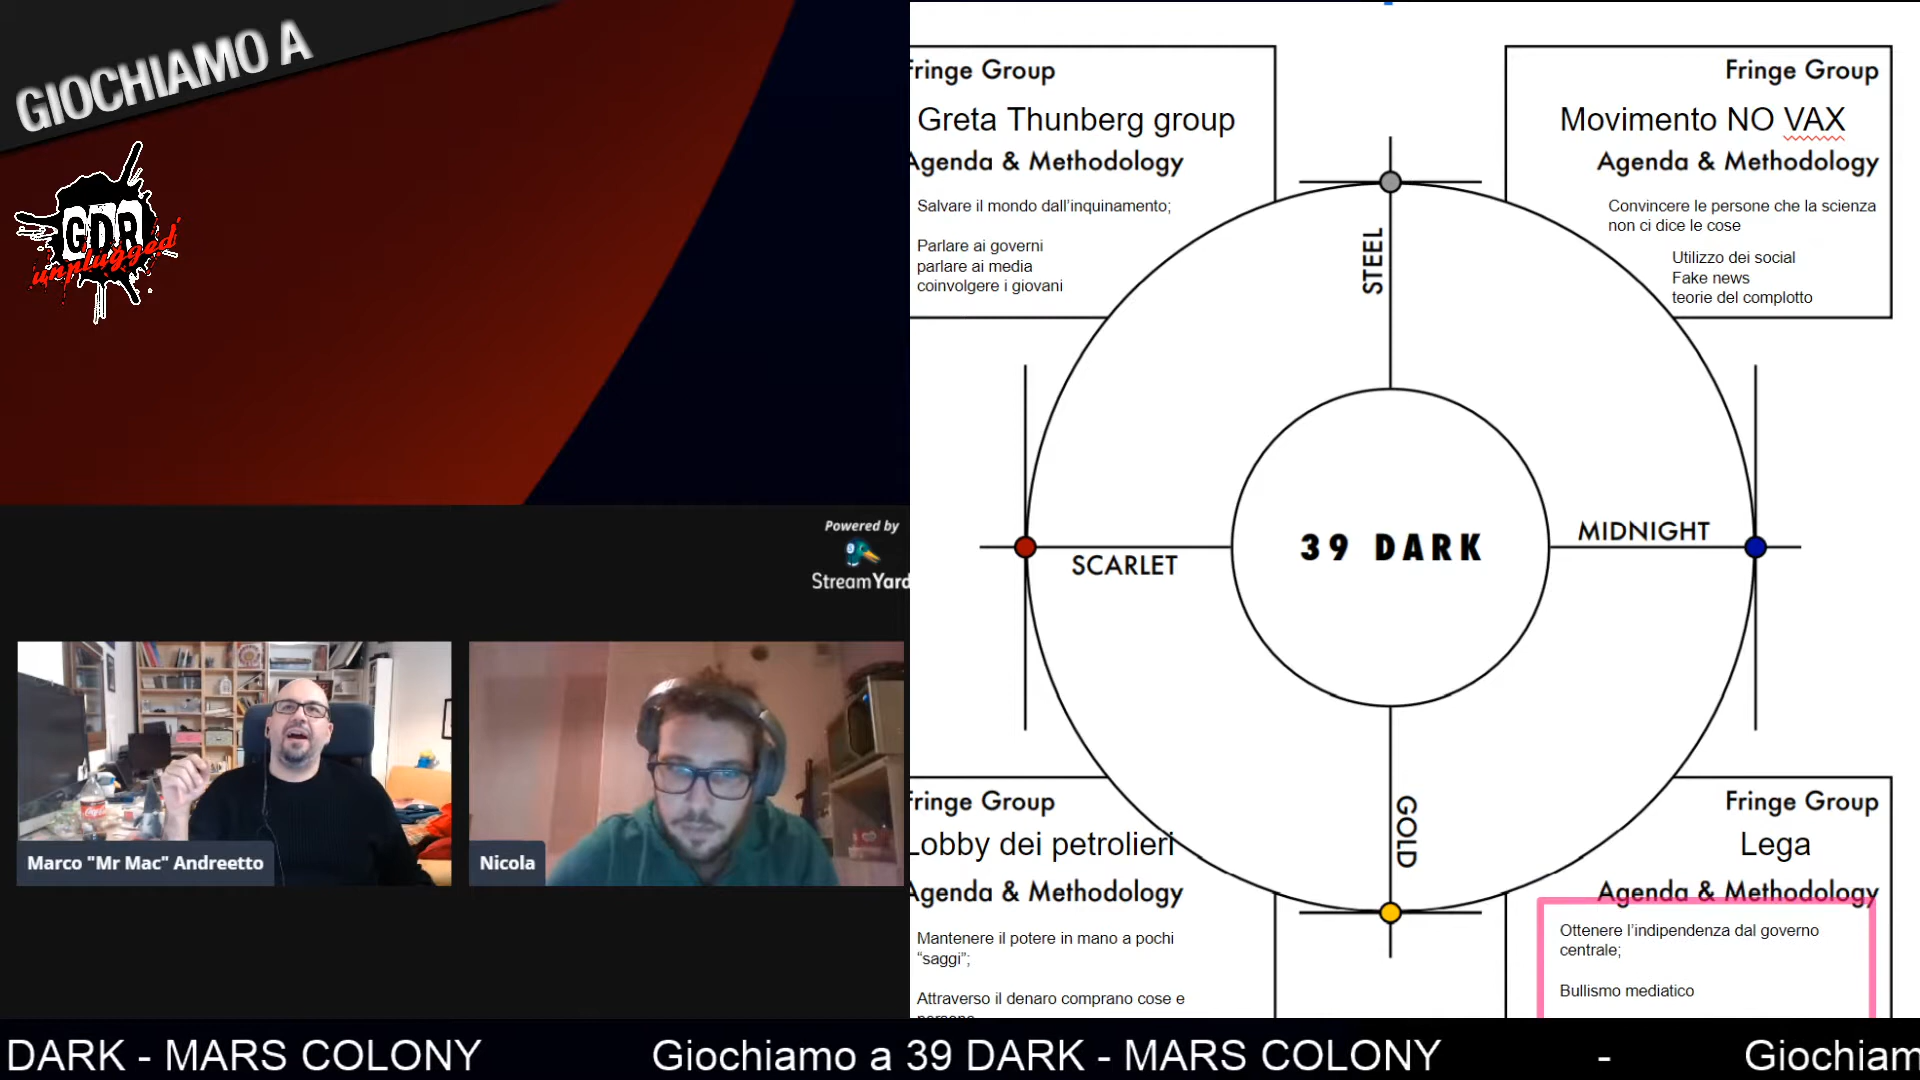 GIOCHIAMO A
GDR
unplugged
Powered by
StreamYard
Marco "Mr Mac" Andreetto
Nicola
Fringe Group
Greta Thunberg group
Agenda & Methodology
Salvare il mondo dall'inquinamento;
Parlare ai governi
parlare ai media
coinvolgere i giovani
Fringe Group
Movimento NO VAX
Agenda & Methodology
Convincere le persone che la scienza
non ci dice le cose
Utilizzo dei social
Fake news
teorie del complotto
STEEL
SCARLET
39 DARK
MIDNIGHT
GOLD
Fringe Group
Lobby dei petrolieri
Agenda & Methodology
Mantenere il potere in mano a pochi
"saggi";
Attraverso il denaro comprano cose e
persone
Fringe Group
Lega
Agenda & Methodology
Ottenere l'indipendenza dal governo
centrale;
Bullismo mediatico
DARK - MARS COLONY Giochiamo a 39 DARK - MARS COLONY - Giochiam